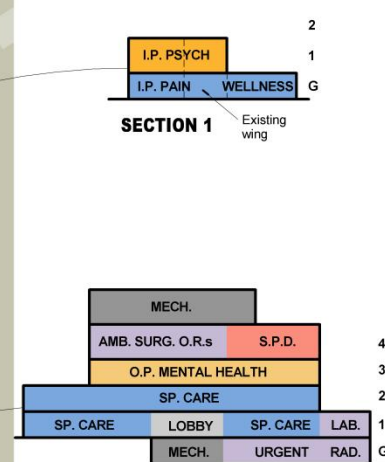 2
I.P. PSYCH 1
I.P. PAIN WELLNESS G
SECTION 1 Existing
wing
MECH.
AMB. SURG. O.R.s S.P.D. 4
O.P. MENTAL HEALTH 3
SP. CARE 2
SP. CARE LOBBY SP. CARE LAB. 1
MECH. URGENT RAD. G